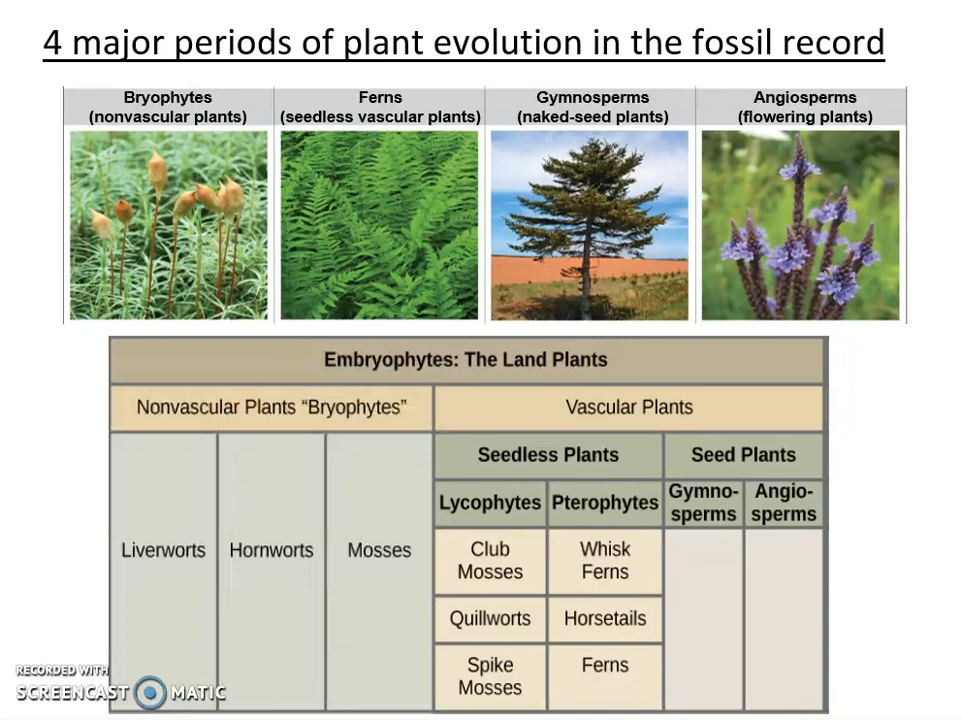 4 major periods of plant evolution in the fossil record
Bryophytes
(nonvascular plants)
Ferns
(seedless vascular plants)
Gymnosperms
(naked-seed plants)
Angiosperms
(flowering plants)
Embryophytes: The Land Plants
Nonvascular Plants “Bryophytes”
Vascular Plants
Seedless Plants
Seed Plants
Lycophytes
Pterophytes
Gymno-
sperms
Angio-
sperms
Liverworts
Hornworts
Mosses
Club
Mosses
Whisk
Ferns
Quillworts
Horsetails
Spike
Mosses
Ferns
RECORDED WITH
SCREENCAST MATIC